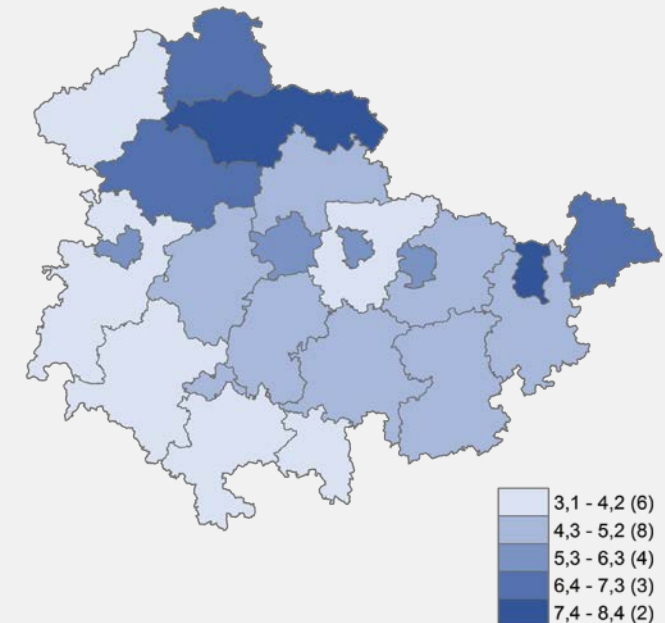 3,1 - 4,2 (6)
4,3 - 5,2 (8)
5,3 - 6,3 (4)
6,4 - 7,3 (3)
7,4 - 8,4 (2)